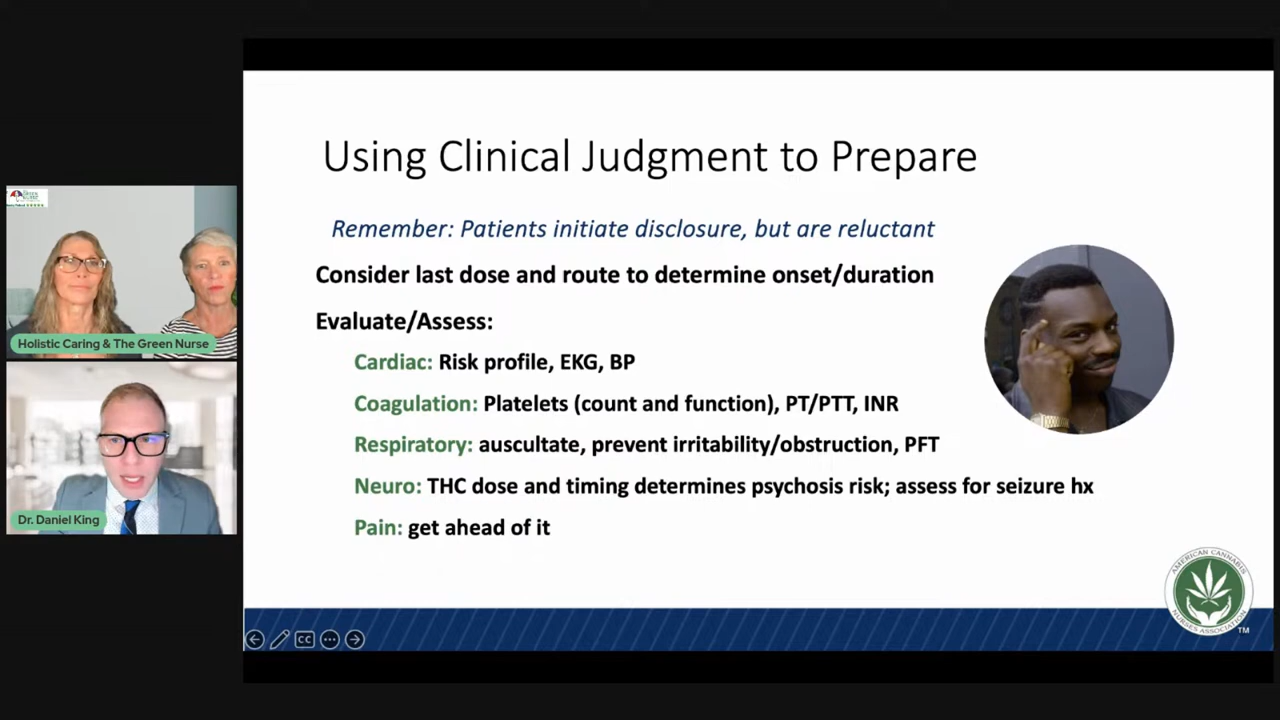 Using Clinical Judgment to Prepare
Remember: Patients initiate disclosure, but are reluctant
Consider last dose and route to determine onset/duration
Evaluate/Assess:
Cardiac: Risk profile, EKG, BP
Coagulation: Platelets (count and function), PT/PTT, INR
Respiratory: auscultate, prevent irritability/obstruction, PFT
Neuro: THC dose and timing determines psychosis risk; assess for seizure hx
Pain: get ahead of it
GREEN
NURSE
Holistic Caring & The Green Nurse
Dr. Daniel King
CC
AMERICAN CANNABIS
NURSES ASSOCIATION
TM